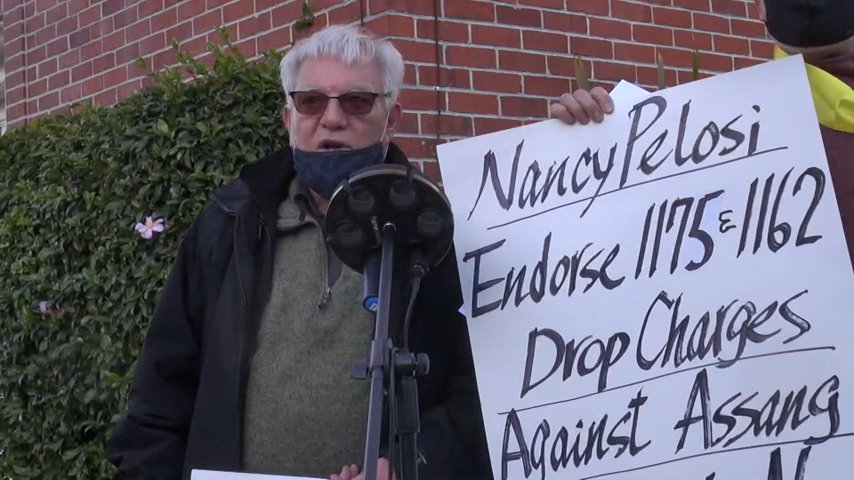 Nancy Pelosi
Endorse 1175 & 1162
Drop Charges
Against Assang